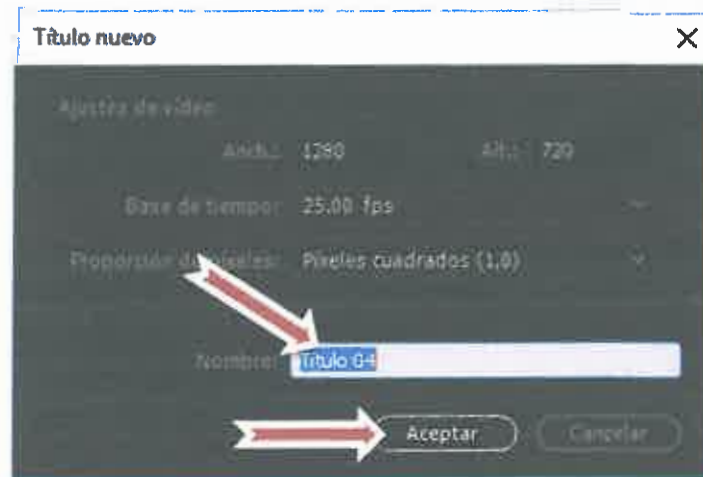 Título nuevo
Ajustes de vídeo
Anch.: 1280 Alt.: 720
Base de tiempo: 25.00 fps
Proporción de píxeles: Píxeles cuadrados (1,0)
Nombre: Título 04
Aceptar Cancelar